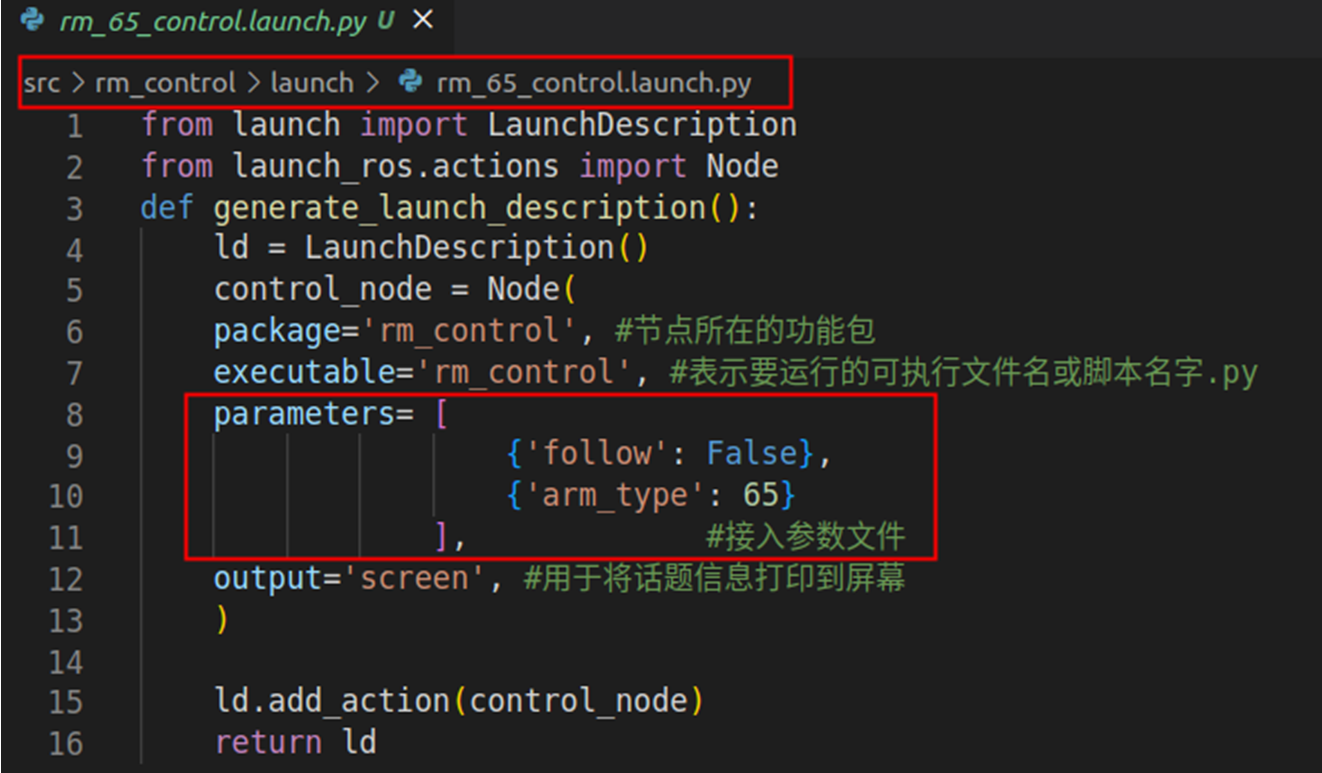 rm_65_control.launch.py U ×
src > rm_control > launch > rm_65_control.launch.py
1 from launch import LaunchDescription
2 from launch_ros.actions import Node
3 def generate_launch_description():
4 ld = LaunchDescription()
5 control_node = Node(
6 package='rm_control', #节点所在的功能包
7 executable='rm_control', #表示要运行的可执行文件名或脚本名字.py
8 parameters= [
9 {'follow': False},
10 {'arm_type': 65}
11 ], #接入参数文件
12 output='screen', #用于将话题信息打印到屏幕
13 )
14
15 ld.add_action(control_node)
16 return ld